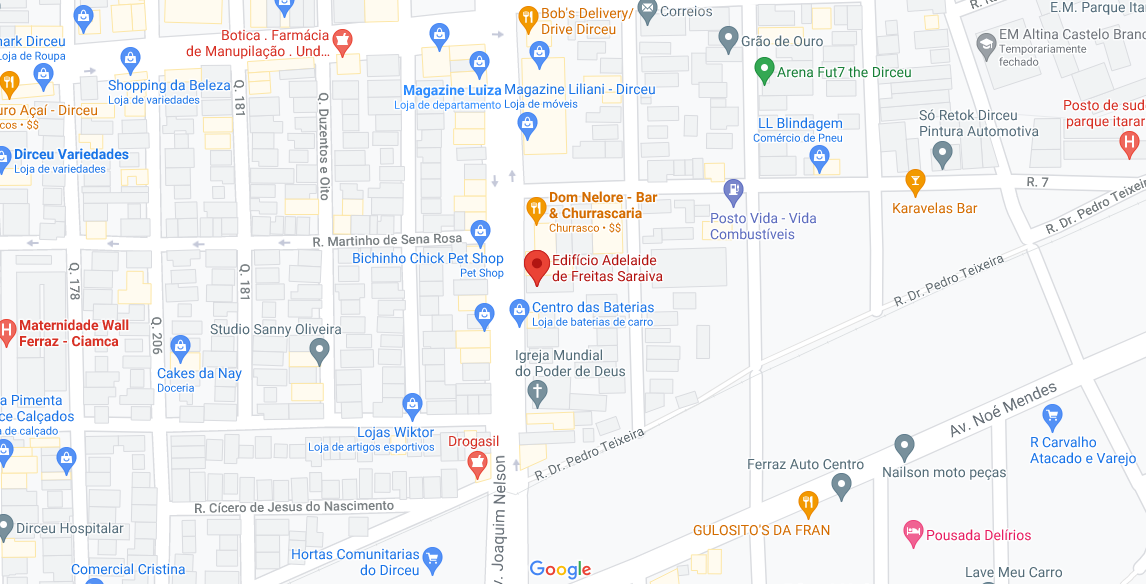 R. N
E.M. Parque Itar
Bob's Delivery/
Drive Dirceu
Correios
Botica . Farmácia
de Manupilação . Und...
mark Dirceu
Loja de Roupa
Grão de Ouro
EM Altina Castelo Branc
Temporariamente
fechado
Arena Fut7 the Dirceu
Shopping da Beleza
Loja de variedades
Q. 181
Q. Duzentos e Oito
Magazine Luiza
Loja de departamento
Magazine Liliani - Dirceu
Loja de móveis
uro Açaí - Dirceu
cos • $$
Posto de sud
parque itarar
LL Blindagem
Comércio de Pneu
Só Retok Dirceu
Pintura Automotiva
Dirceu Variedades
Loja de variedades
R. 7
R. Dr. Pedro Teixeira
Dom Nelore - Bar
& Churrascaria
Churrasco • $$
Posto Vida - Vida
Combustíveis
Karavelas Bar
R. Martinho de Sena Rosa
Bichinho Chick Pet Shop
Pet Shop
Edifício Adelaide
de Freitas Saraiva
R. Dr. Pedro Teixeira
Q. 178
Q. 181
Q. 206
Centro das Baterias
Loja de baterias de carro
Maternidade Wall
Ferraz - Ciamca
Studio Sanny Oliveira
Igreja Mundial
do Poder de Deus
Cakes da Nay
Doceria
a Pimenta
ce Calçados
a de calçado
Av. Noé Mendes
Lojas Wiktor
Loja de artigos esportivos
Drogasil
R. Dr. Pedro Teixeira
R Carvalho
Atacado e Varejo
Ferraz Auto Centro
Nailson moto peças
R. Cícero de Jesus do Nascimento
v. Joaquim Nelson
Dirceu Hospitalar
GULOSITO'S DA FRAN
Pousada Delírios
Hortas Comunitarias
do Dirceu
Comercial Cristina
Google
Lave Meu Carro